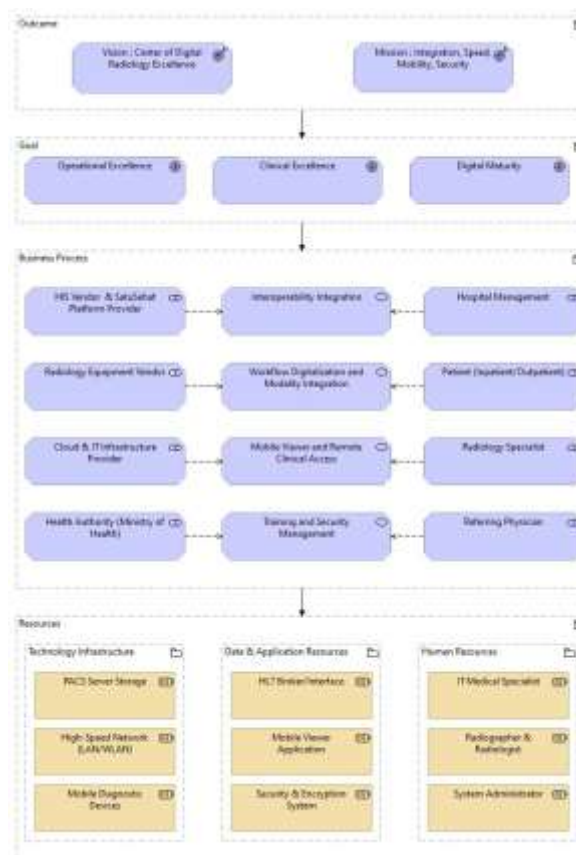 Outcome
Vision : Center of Digital
Radiology Excellence
Mission : Integration, Speed,
Mobility, Security
Goal
Operational Excellence
Clinical Excellence
Digital Maturity
Business Process
HIS Vendor & SatuSehat
Platform Provider
Interoperability Integration
Hospital Management
Radiology Equipment Vendor
Workflow Digitalization and
Modality Integration
Patient (Inpatient/Outpatient)
Cloud & IT Infrastructure
Provider
Mobile Viewer and Remote
Clinical Access
Radiology Specialist
Health Authority (Ministry of
Health)
Training and Security
Management
Referring Physician
Resources
Technology Infrastructure
Data & Application Resources
Human Resources
PACS Server Storage
HL7 Broker/Interface
IT Medical Specialist
High-Speed Network
(LAN/WLAN)
Mobile Viewer
Application
Radiographer &
Radiologist
Mobile Diagnostic
Devices
Security & Encryption
System
System Administrator